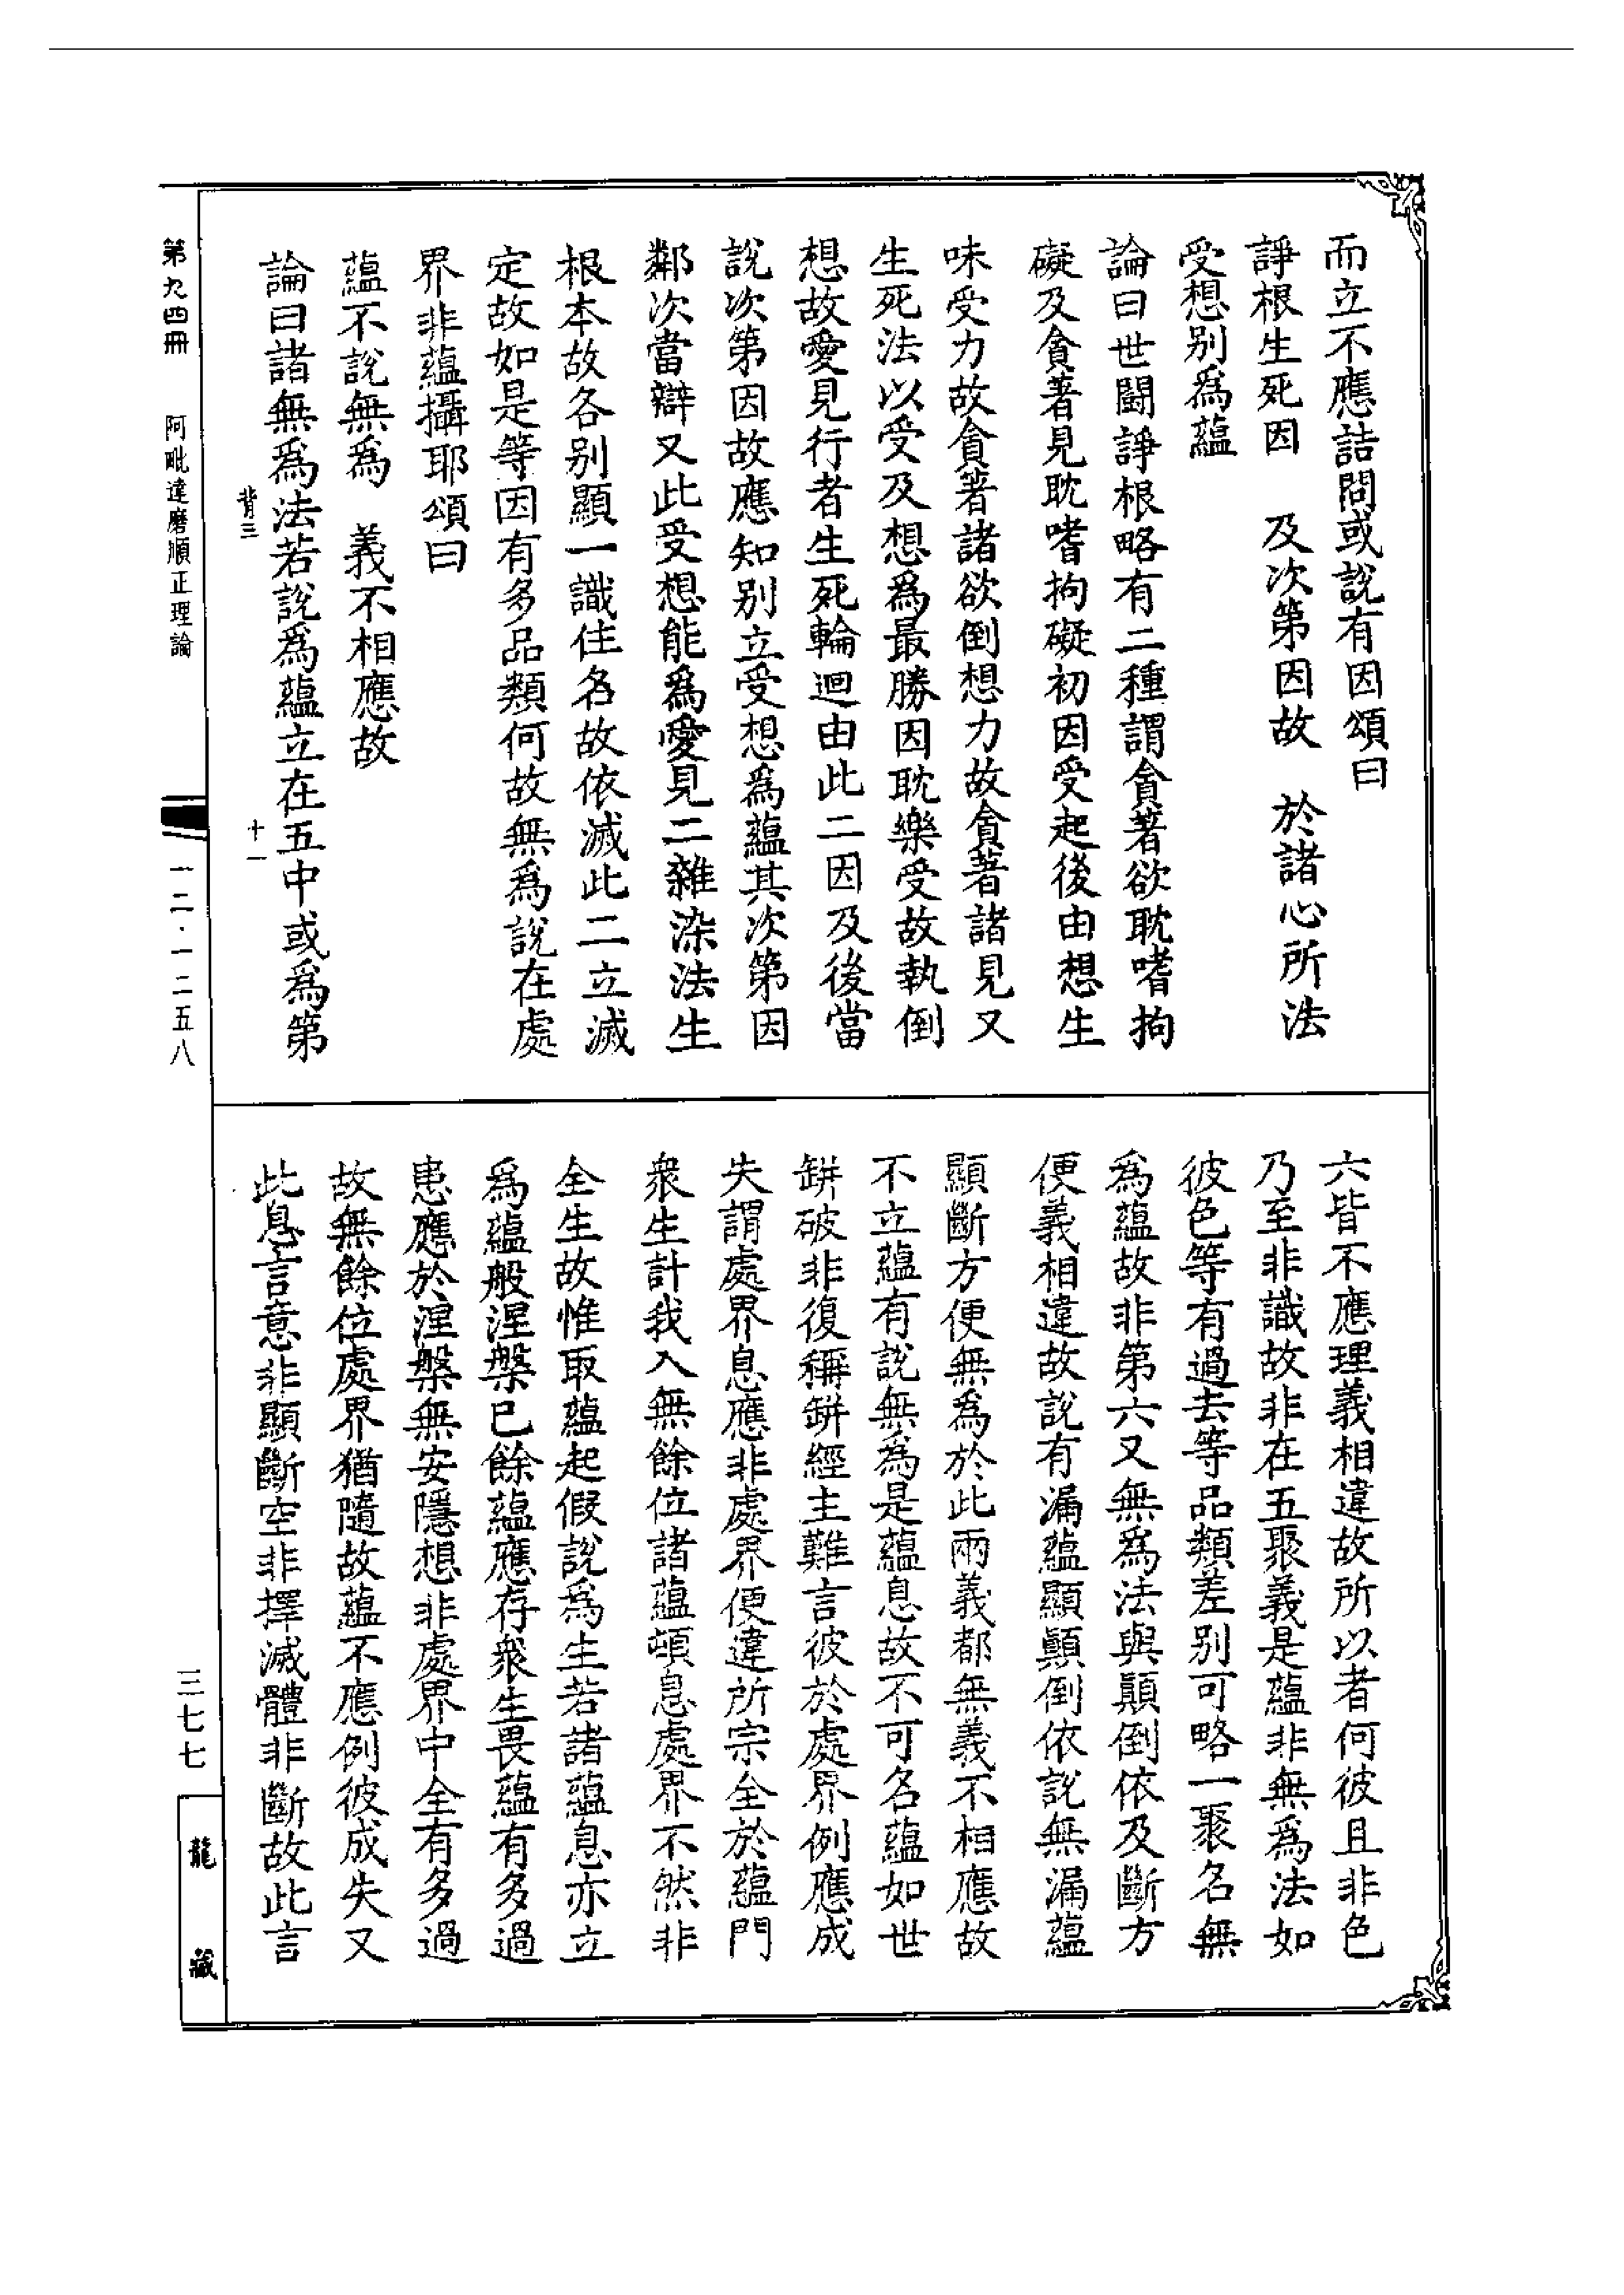 而立不應詰問或說有因頌曰
諍根生死因　及次第因故　於諸心所法
受想別為蘊
論曰世鬪諍根略有二種謂貪著欲耽嗜拘
礙及貪著見耽嗜拘礙初因受起後由想生
味受力故貪著諸欲倒想力故貪著諸見又
生死法以受及想為最勝因耽樂受故執倒
想故愛見行者生死輪迴由此二因及後當
說次第因故應知別立受想為蘊其次第因
鄰次當辯又此受想能為愛見二雜染法生
根本故各別顯一識住名故依滅此二立滅
定故如是等因有多品類何故無為說在處
界非蘊攝耶頌曰
蘊不說無為　義不相應故
論曰諸無為法若說為蘊立在五中或為第
六皆不應理義相違故所以者何彼且非色
乃至非識故非在五聚義是蘊非無為法如
彼色等有過去等品類差別可略一聚名無
為蘊故非第六又無為法與顛倒依及斷方
便義相違故說有漏蘊顯顛倒依說無漏蘊
顯斷方便無為於此兩義都無義不相應故
不立蘊有說無為是蘊息故不可名蘊如世
缾破非復稱缾經主難言彼於處界例應成
失謂處界息應非處界便違所宗全於蘊門
衆生計我入無餘位諸蘊頓息處界不然非
全生故惟取蘊起假說為生若諸蘊息亦立
為蘊般涅槃已餘蘊應存衆生畏蘊有多過
患應於涅槃無安隱想非處界中全有多過
故無餘位處界猶隨故蘊不應例彼成失又
此息言意非顯斷空非擇滅體非斷故此言
第九四冊　阿毗達磨順正理論
背三
十一
一二·一二五八
三七七
龍藏